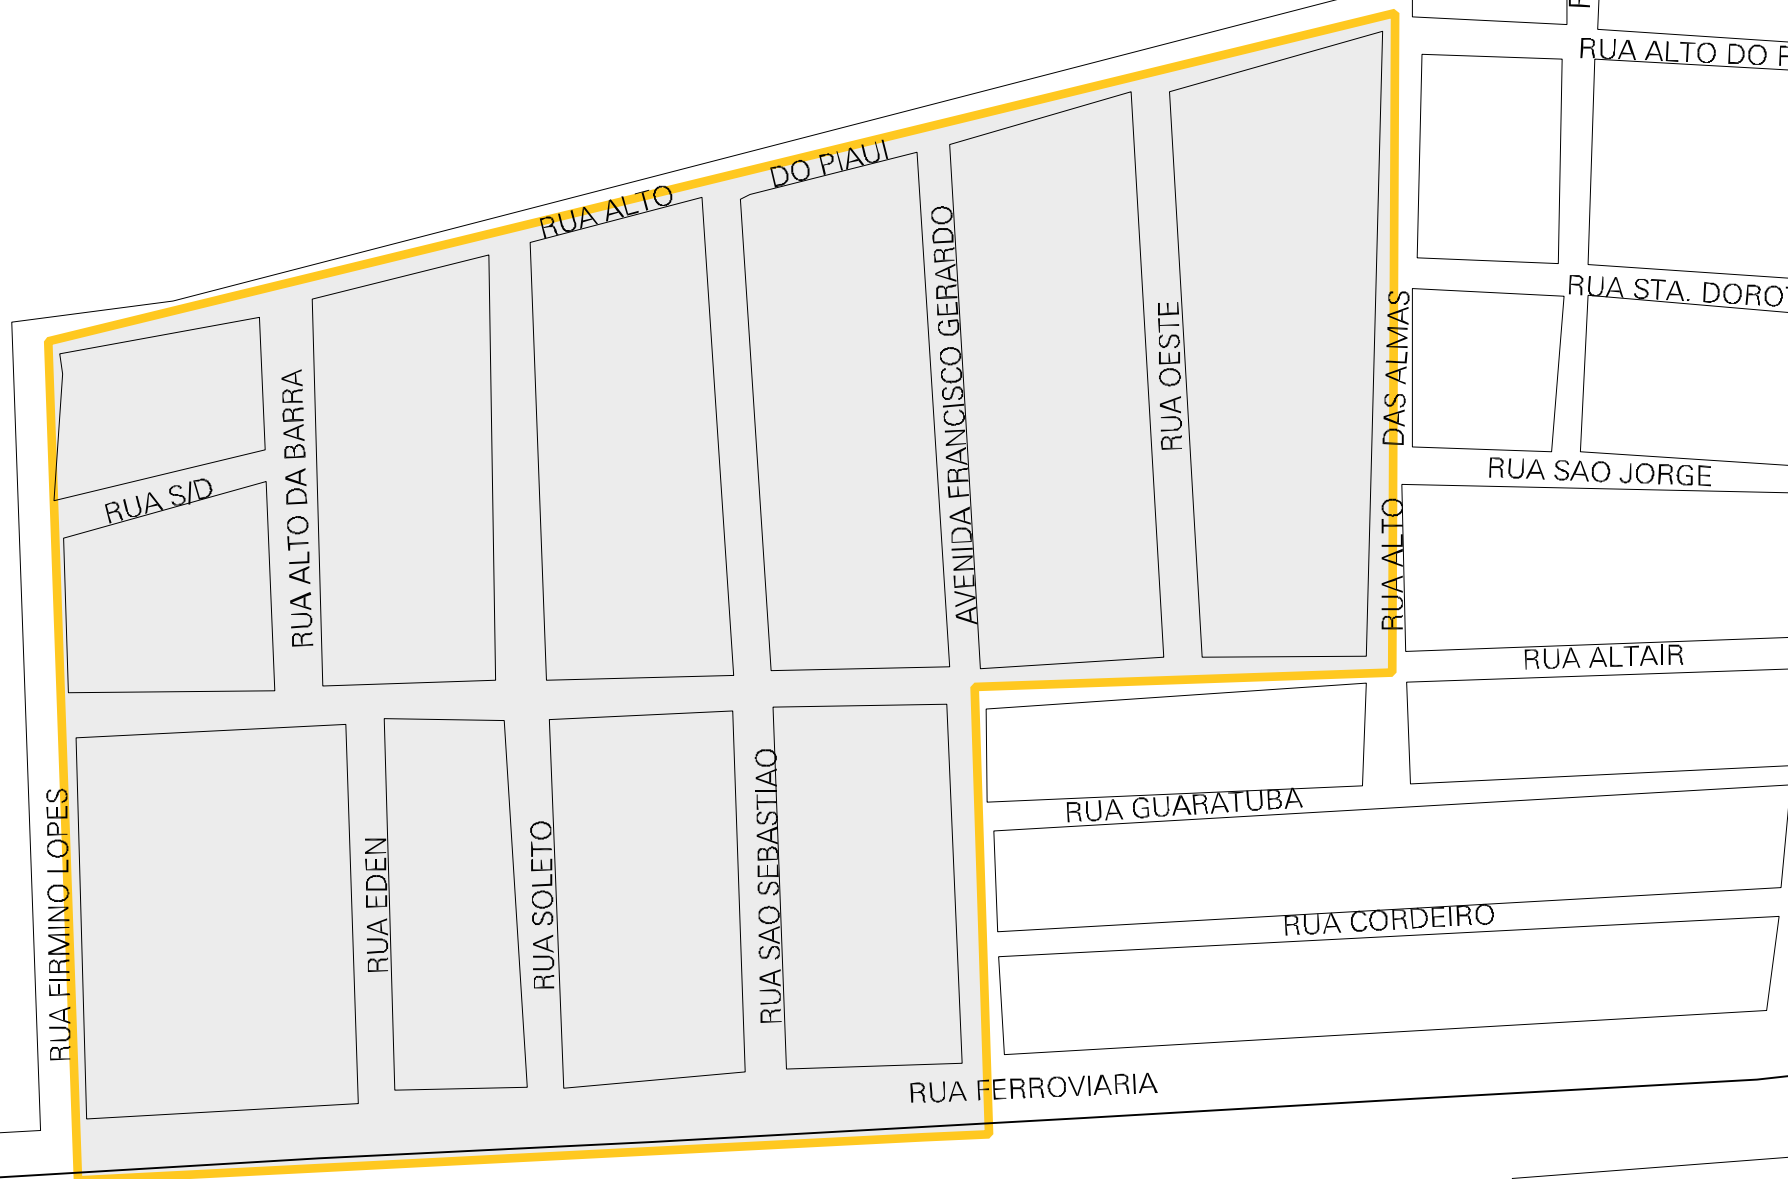 RUA ALTO DO P
DO PIAUI
RUA ALTO
RUA STA. DOROT
AVENIDA FRANCISCO GERARDO
RUA OESTE
DAS ALMAS
RUA ALTO
RUA ALTO DA BARRA
RUA S/D
RUA SAO JORGE
RUA ALTAIR
RUA GUARATUBA
RUA FIRMINO LOPES
RUA EDEN
RUA SOLETO
RUA SAO SEBASTIAO
RUA CORDEIRO
RUA FERROVIARIA